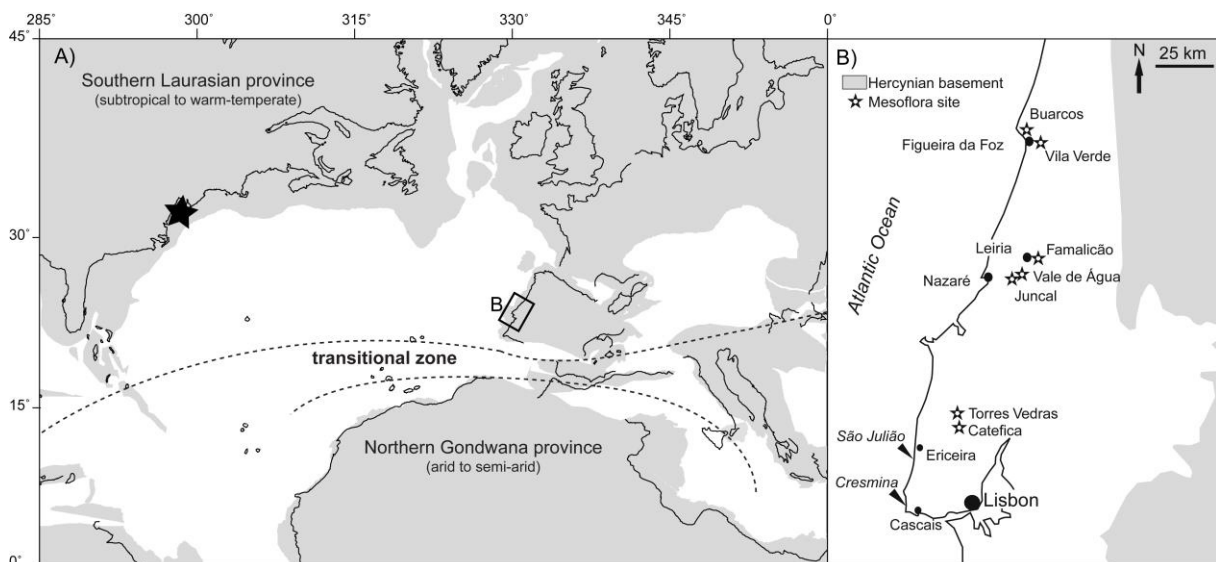 285
300
315
330
0
45
30
15
0
A)
Southern Laurasian province
(subtropical to warm-temperate)
B
transitional zone
Northern Gondwana province
(arid to semi-arid)
B)
N
25 km
Hercynian basement
Mesoflora site
Buarcos
Figueira da Foz
Vila Verde
Atlantic Ocean
Leiria
Famalicão
Nazaré
Vale de Água
Juncal
Torres Vedras
São Julião
Catefica
Ericeira
Cresmina
Lisbon
Cascais